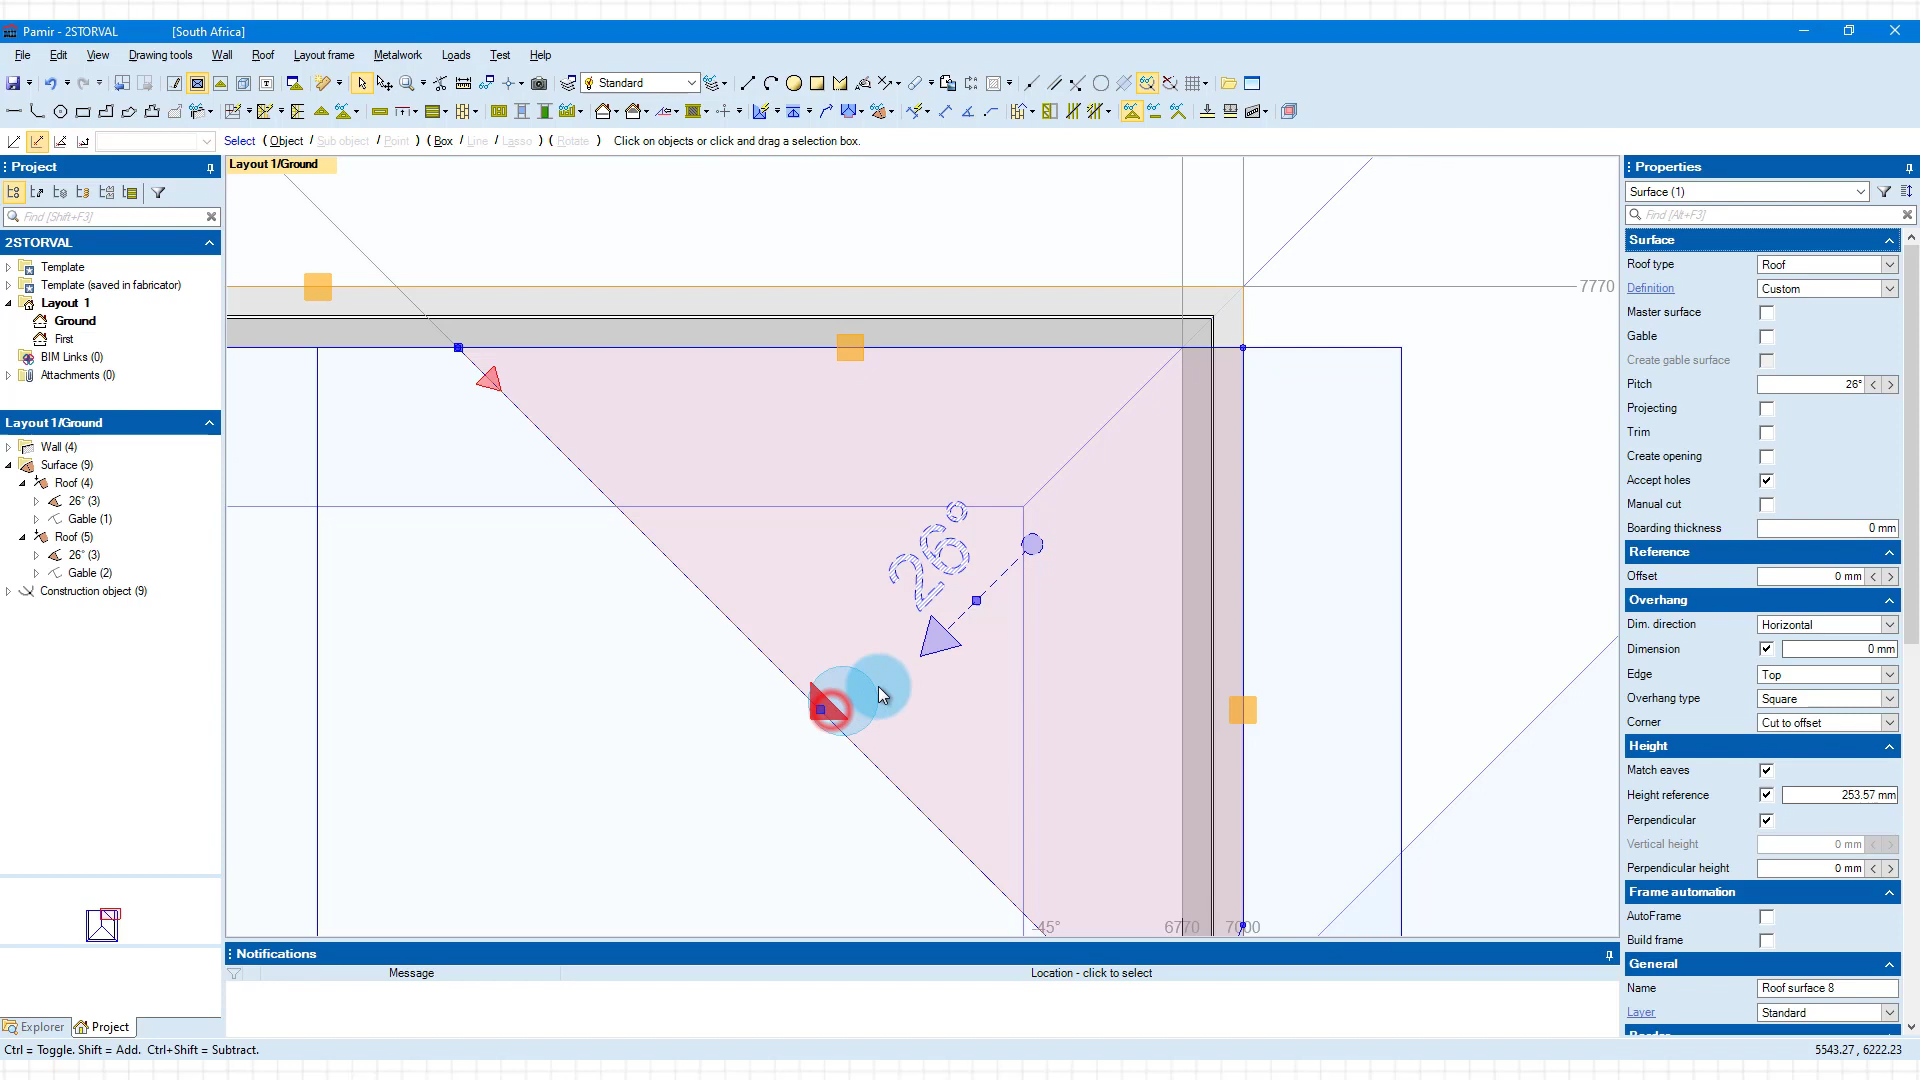 Pamir - 2STORVAL [South Africa]
File Edit View Drawing tools Wall Roof Layout frame Metalwork Loads Test Help
Standard
Select ( Object / Sub object / Point ) ( Box / Line / Lasso ) ( Rotate ) Click on objects or click and drag a selection box.
Project
Find [Shift+F3]
2STORVAL
Template
Template (saved in fabricator)
Layout 1
Ground
First
BIM Links (0)
Attachments (0)
Layout 1/Ground
Wall (4)
Surface (9)
Roof (4)
26° (3)
Gable (1)
Roof (5)
26° (3)
Gable (2)
Construction object (9)
Explorer Project
Layout 1/Ground
7770
26°
-45° 6770 7000
Notifications
Message Location - click to select
Properties
Surface (1)
Find [Alt+F3]
Surface
Roof type Roof
Definition Custom
Master surface
Gable
Create gable surface
Pitch 26°
Projecting
Trim
Create opening
Accept holes
Manual cut
Boarding thickness 0 mm
Reference
Offset 0 mm
Overhang
Dim. direction Horizontal
Dimension 0 mm
Edge Top
Overhang type Square
Corner Cut to offset
Height
Match eaves
Height reference 253.57 mm
Perpendicular
Vertical height 0 mm
Perpendicular height 0 mm
Frame automation
AutoFrame
Build frame
General
Name Roof surface 8
Layer Standard
Ctrl = Toggle. Shift = Add. Ctrl+Shift = Subtract. 5543.27 , 6222.23